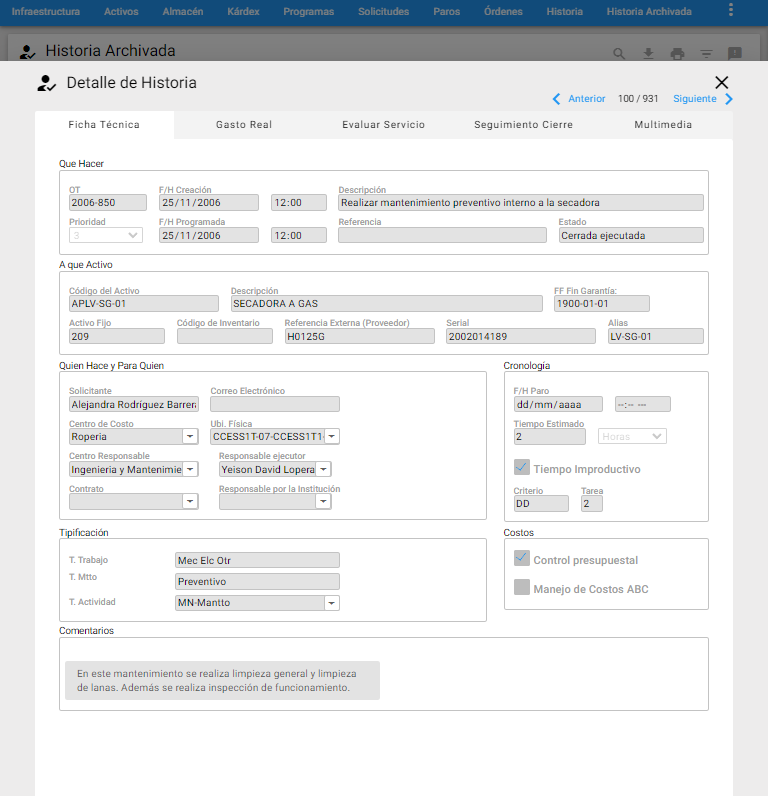 Infraestructura Activos Almacén Kárdex Programas Solicitudes Paros Órdenes Historia Historia Archivada
Historia Archivada
Detalle de Historia
Anterior 100 / 931 Siguiente
Ficha Técnica Gasto Real Evaluar Servicio Seguimiento Cierre Multimedia
Que Hacer
OT F/H Creación Descripción
2006-850 25/11/2006 12:00 Realizar mantenimiento preventivo interno a la secadora
Prioridad F/H Programada Referencia Estado
3 25/11/2006 12:00 Cerrada ejecutada
A que Activo
Código del Activo Descripción FF Fin Garantía:
APLV-SG-01 SECADORA A GAS 1900-01-01
Activo Fijo Código de Inventario Referencia Externa (Proveedor) Serial Alias
209 H0125G 2002014189 LV-SG-01
Quien Hace y Para Quien
Solicitante Correo Electrónico
Alejandra Rodríguez Barrera
Centro de Costo Ubi. Física
Roperia CCESS1T-07-CCESS1T1-
Centro Responsable Responsable ejecutor
Ingenieria y Mantenimie Yeison David Lopera
Contrato Responsable por la Institución
Cronología
F/H Paro
dd/mm/aaaa --:-- ---
Tiempo Estimado
2 Horas
Tiempo Improductivo
Criterio Tarea
DD 2
Tipificación
T. Trabajo Mec Elc Otr
T. Mtto Preventivo
T. Actividad MN-Mantto
Costos
Control presupuestal
Manejo de Costos ABC
Comentarios
En este mantenimiento se realiza limpieza general y limpieza
de lanas. Además se realiza inspección de funcionamiento.